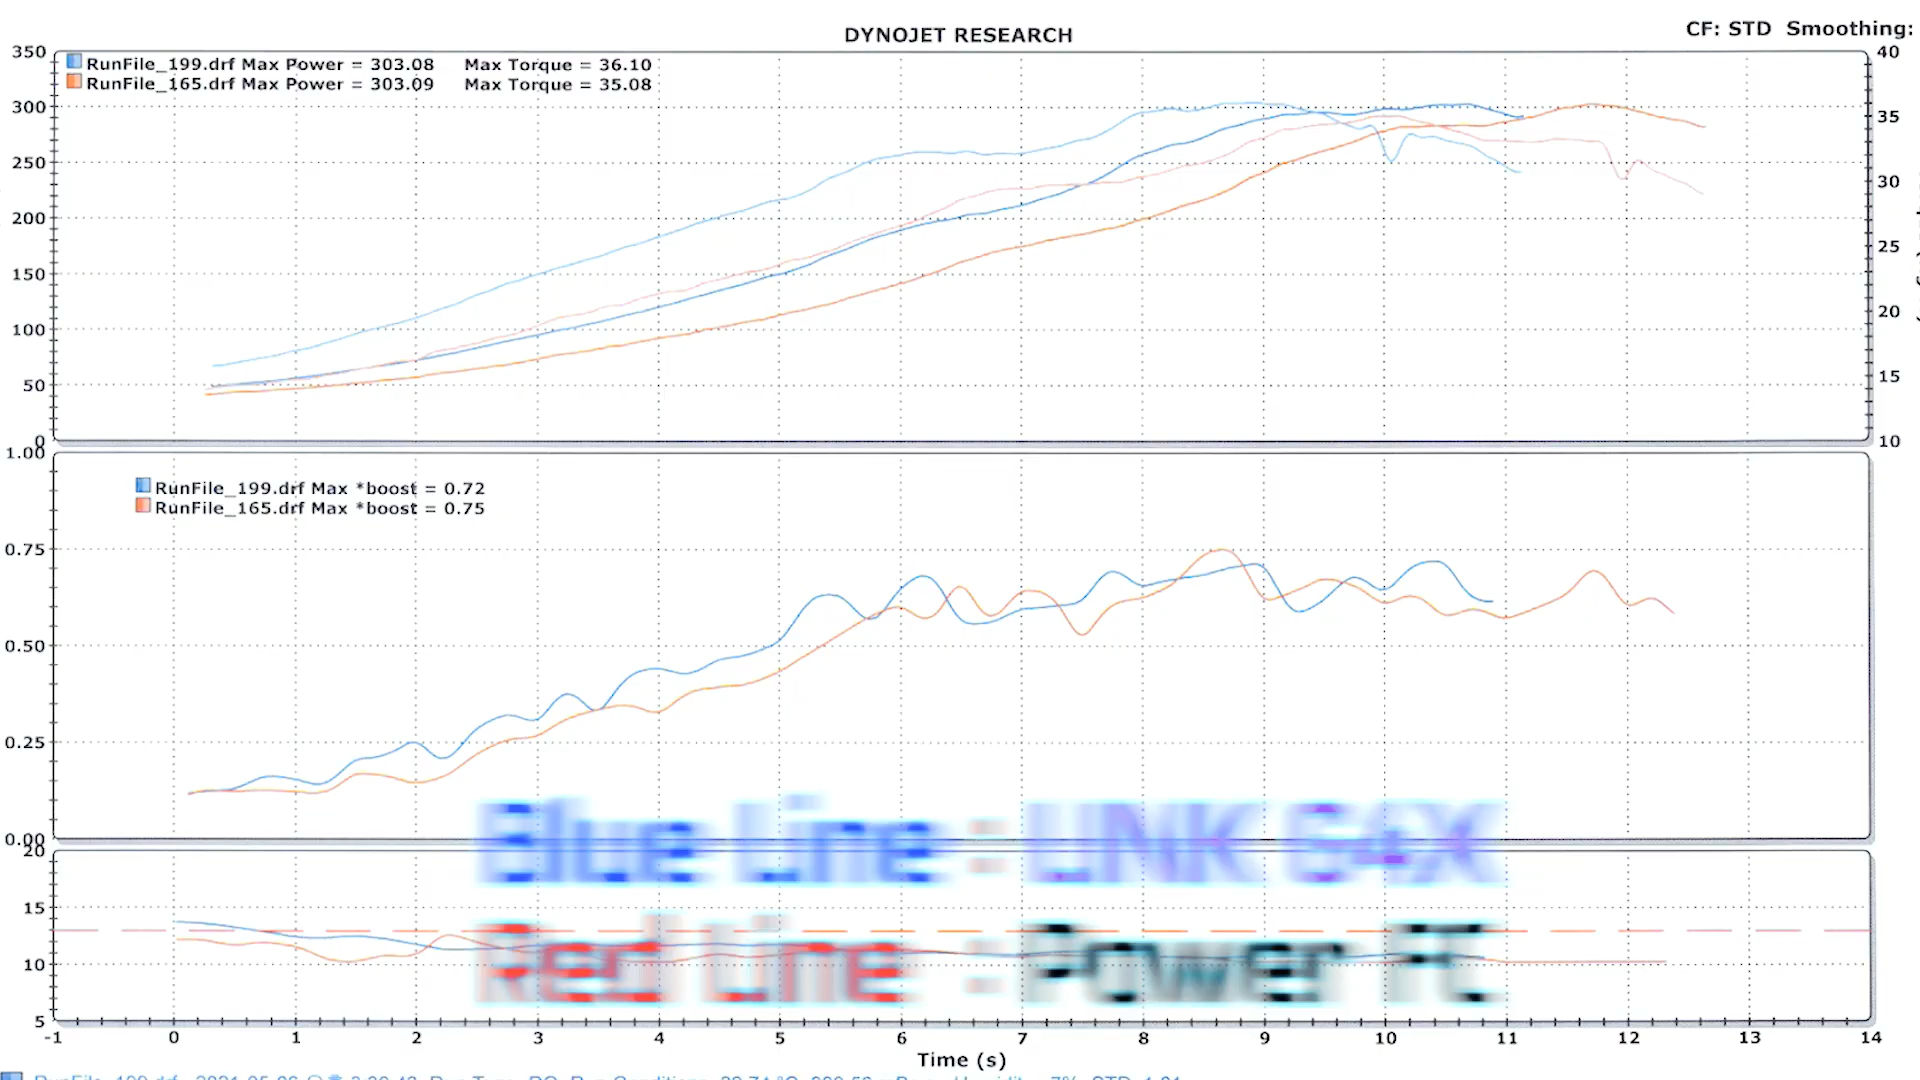 DYNOJET RESEARCH
CF: STD Smoothing:
RunFile_199.drf Max Power = 303.08 Max Torque = 36.10
RunFile_165.drf Max Power = 303.09 Max Torque = 35.08
350
300
250
200
150
100
50
0
40
35
30
25
20
15
10
RunFile_199.drf Max *boost = 0.72
RunFile_165.drf Max *boost = 0.75
1.00
0.75
0.50
0.25
0.00
Blue Line : LINK G4X
Red Line : Power FC
20
15
10
5
-1 0 1 2 3 4 5 6 7 8 9 10 11 12 13 14
Time (s)